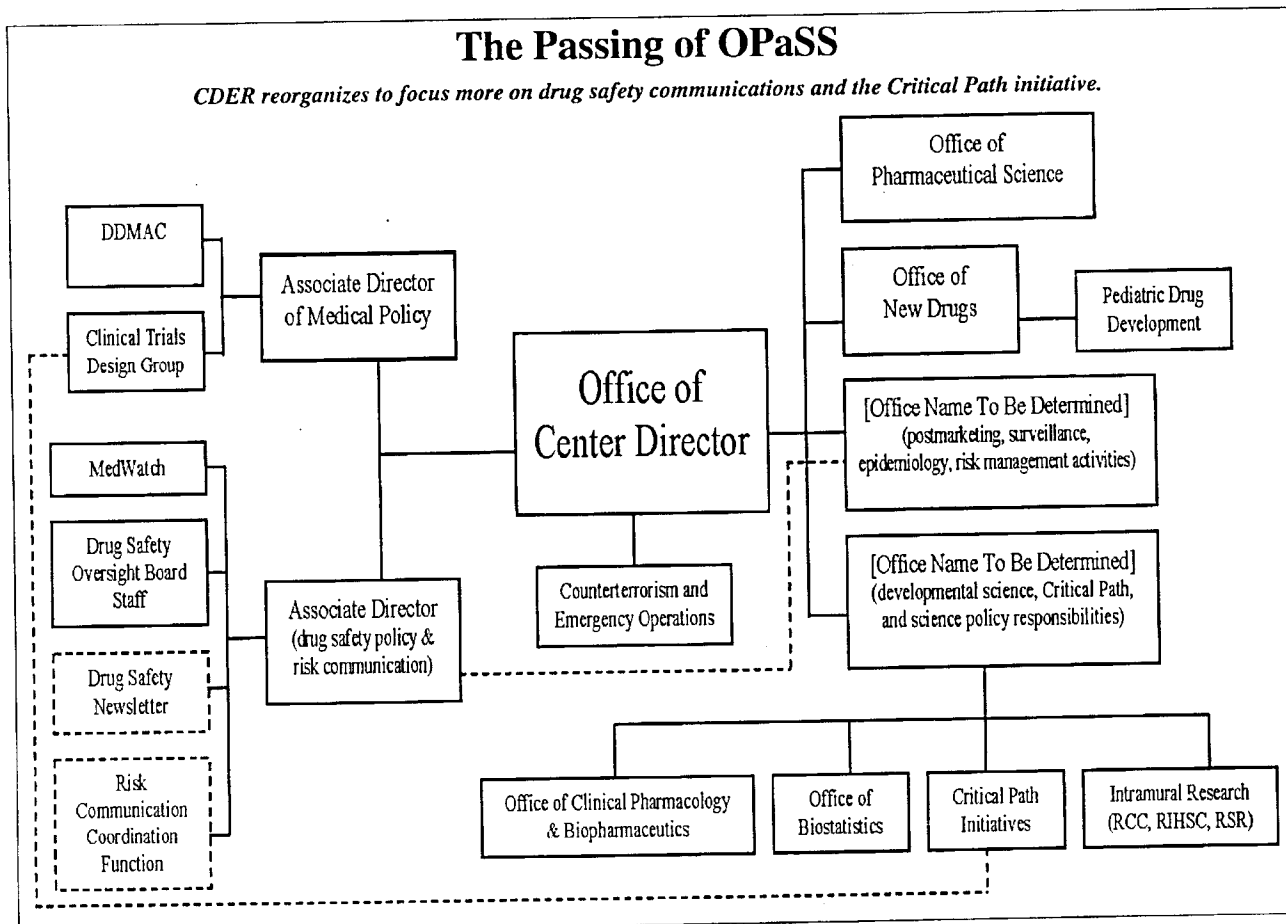 The Passing of OPaSS
CDER reorganizes to focus more on drug safety communications and the Critical Path initiative.
DDMAC
Clinical Trials
Design Group
Associate Director
of Medical Policy
MedWatch
Drug Safety
Oversight Board
Staff
Drug Safety
Newsletter
Risk
Communication
Coordination
Function
Associate Director
(drug safety policy &
risk communication)
Office of
Center Director
Counterterrorism and
Emergency Operations
Office of
Pharmaceutical Science
Office of
New Drugs
Pediatric Drug
Development
[Office Name To Be Determined]
(postmarketing, surveillance,
epidemiology, risk management activities)
[Office Name To Be Determined]
(developmental science, Critical Path,
and science policy responsibilities)
Office of Clinical Pharmacology
& Biopharmaceutics
Office of
Biostatistics
Critical Path
Initiatives
Intramural Research
(RCC, RIHSC, RSR)